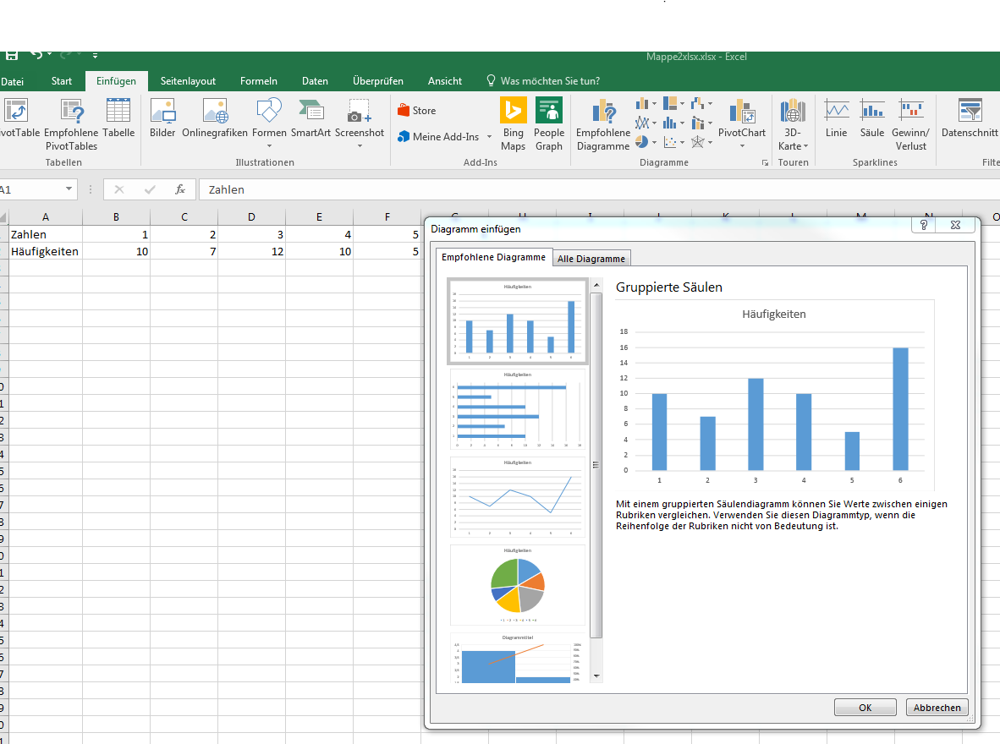 Mappe2xlsx.xlsx - Excel
Datei Start Einfügen Seitenlayout Formeln Daten Überprüfen Ansicht Was möchten Sie tun?
Empfohlene PivotTables
Tabelle
Tabellen
Bilder
Onlinegrafiken
Formen
SmartArt
Screenshot
Illustrationen
Store
Meine Add-Ins
Bing Maps
People Graph
Add-Ins
Empfohlene Diagramme
PivotChart
Diagramme
3D-Karte
Touren
Linie
Säule
Gewinn/Verlust
Sparklines
Datenschnitt
A1 fx Zahlen
A B C D E F
Zahlen 1 2 3 4 5
Häufigkeiten 10 7 12 10 5
Diagramm einfügen
Empfohlene Diagramme Alle Diagramme
Häufigkeiten
Häufigkeiten
Häufigkeiten
Häufigkeiten
Diagrammtitel
Gruppierte Säulen
Häufigkeiten
18
16
14
12
10
8
6
4
2
0
1 2 3 4 5 6
Mit einem gruppierten Säulendiagramm können Sie Werte zwischen einigen
Rubriken vergleichen. Verwenden Sie diesen Diagrammtyp, wenn die
Reihenfolge der Rubriken nicht von Bedeutung ist.
OK Abbrechen